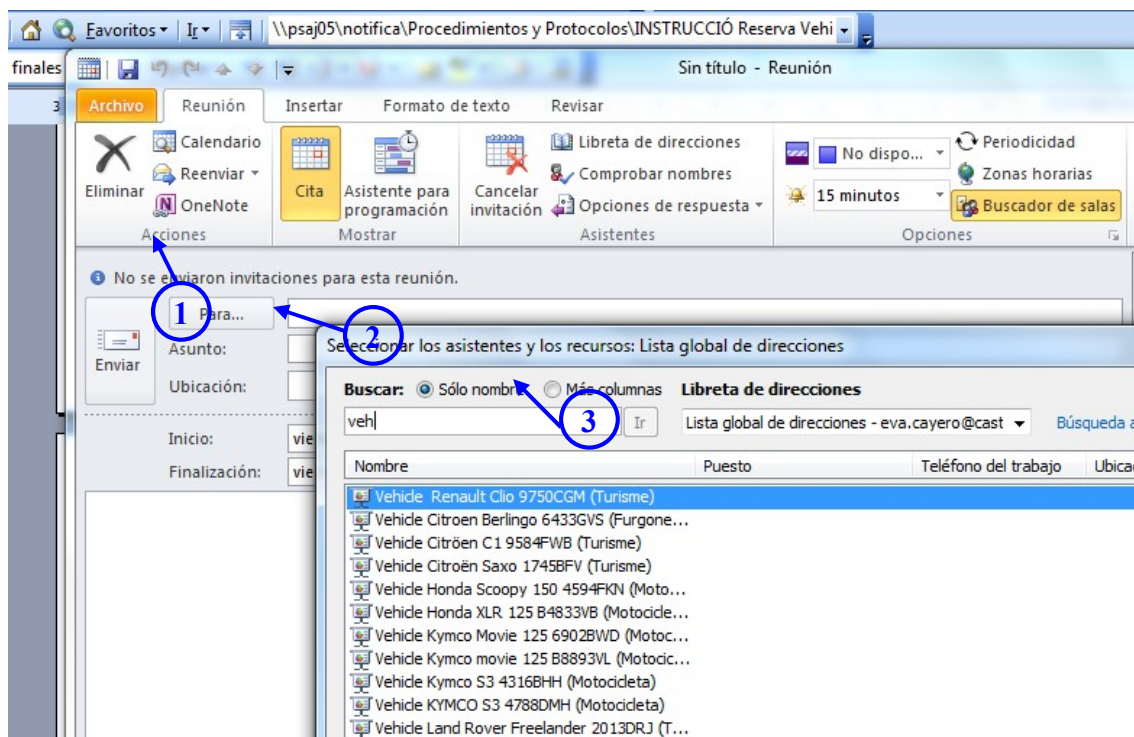 Favoritos Ir \\psaj05\notifica\Procedimientos y Protocolos\INSTRUCCIÓ Reserva Vehi
finales Sin título - Reunión
3 Archivo Reunión Insertar Formato de texto Revisar
Eliminar Calendario Reenviar OneNote
Acciones
Cita Asistente para programación
Mostrar
Cancelar invitación Libreta de direcciones Comprobar nombres Opciones de respuesta
Asistentes
No dispo... 15 minutos Periodicidad Zonas horarias Buscador de salas
Opciones
No se enviaron invitaciones para esta reunión.
1 Para... 2
Enviar
Asunto:
Ubicación:
Inicio: vie
Finalización: vie
Seleccionar los asistentes y los recursos: Lista global de direcciones
Buscar: Sólo nombre Más columnas Libreta de direcciones
veh 3 Ir Lista global de direcciones - eva.cayero@cast Búsqueda a
Nombre Puesto Teléfono del trabajo Ubica
Vehicle Renault Clio 9750CGM (Turisme)
Vehicle Citroen Berlingo 6433GVS (Furgone...
Vehicle Citröen C1 9584FWB (Turisme)
Vehicle Citroën Saxo 1745BFV (Turisme)
Vehicle Honda Scoopy 150 4594FKN (Moto...
Vehicle Honda XLR 125 B4833VB (Motocicle...
Vehicle Kymco Movie 125 6902BWD (Motoc...
Vehicle Kymco movie 125 B8893VL (Motocic...
Vehicle Kymco S3 4316BHH (Motocicleta)
Vehicle KYMCO S3 4788DMH (Motocicleta)
Vehicle Land Rover Freelander 2013DRJ (T...